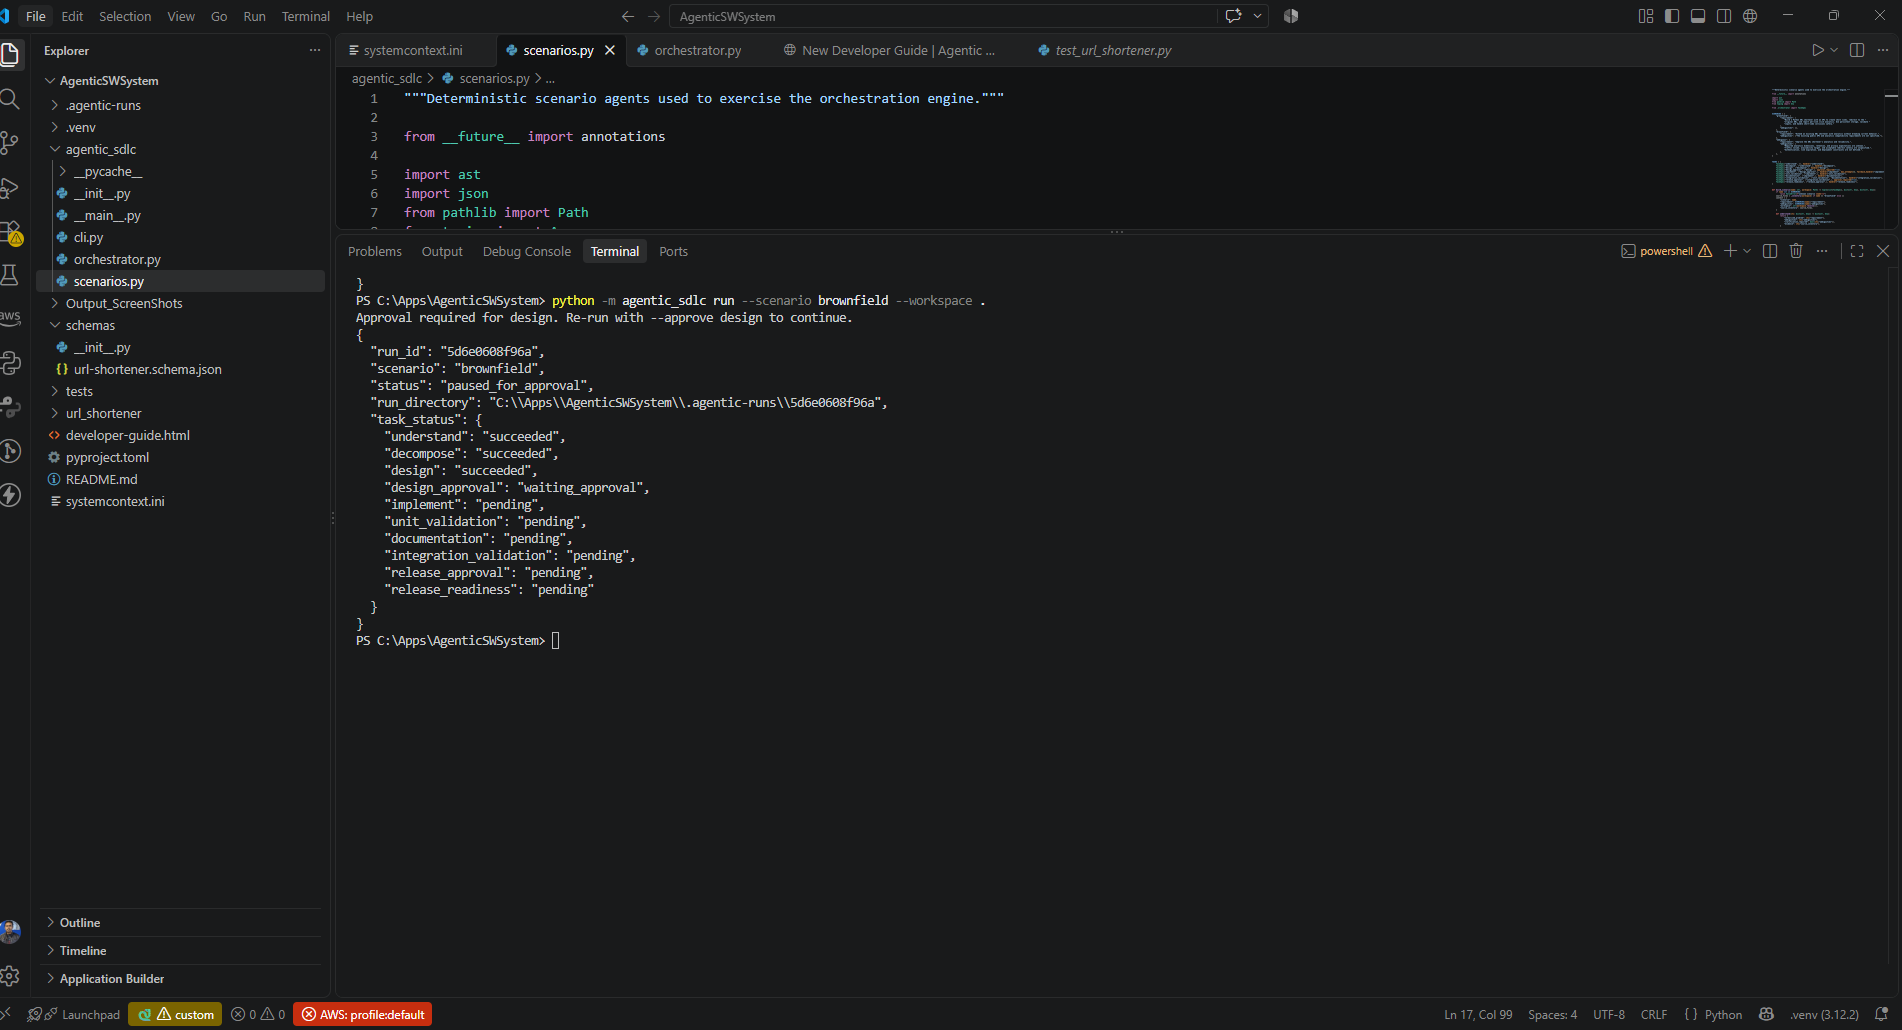 File Edit Selection View Go Run Terminal Help
AgenticSWSystem
Explorer
AgenticSWSystem
.agentic-runs
.venv
agentic_sdlc
__pycache__
__init__.py
__main__.py
cli.py
orchestrator.py
scenarios.py
Output_ScreenShots
schemas
__init__.py
url-shortener.schema.json
tests
url_shortener
developer-guide.html
pyproject.toml
README.md
systemcontext.ini
Outline
Timeline
Application Builder
systemcontext.ini scenarios.py orchestrator.py New Developer Guide | Agentic ... test_url_shortener.py
agentic_sdlc > scenarios.py > ...
1 """Deterministic scenario agents used to exercise the orchestration engine."""
2
3 from __future__ import annotations
4
5 import ast
6 import json
7 from pathlib import Path
Problems Output Debug Console Terminal Ports
powershell
}
PS C:\Apps\AgenticSWSystem> python -m agentic_sdlc run --scenario brownfield --workspace .
Approval required for design. Re-run with --approve design to continue.
{
"run_id": "5d6e0608f96a",
"scenario": "brownfield",
"status": "paused_for_approval",
"run_directory": "C:\\Apps\\AgenticSWSystem\\.agentic-runs\\5d6e0608f96a",
"task_status": {
"understand": "succeeded",
"decompose": "succeeded",
"design": "succeeded",
"design_approval": "waiting_approval",
"implement": "pending",
"unit_validation": "pending",
"documentation": "pending",
"integration_validation": "pending",
"release_approval": "pending",
"release_readiness": "pending"
}
}
PS C:\Apps\AgenticSWSystem>
aws
Launchpad custom 0 0 AWS: profile:default
Ln 17, Col 99 Spaces: 4 UTF-8 CRLF { } Python .venv (3.12.2)